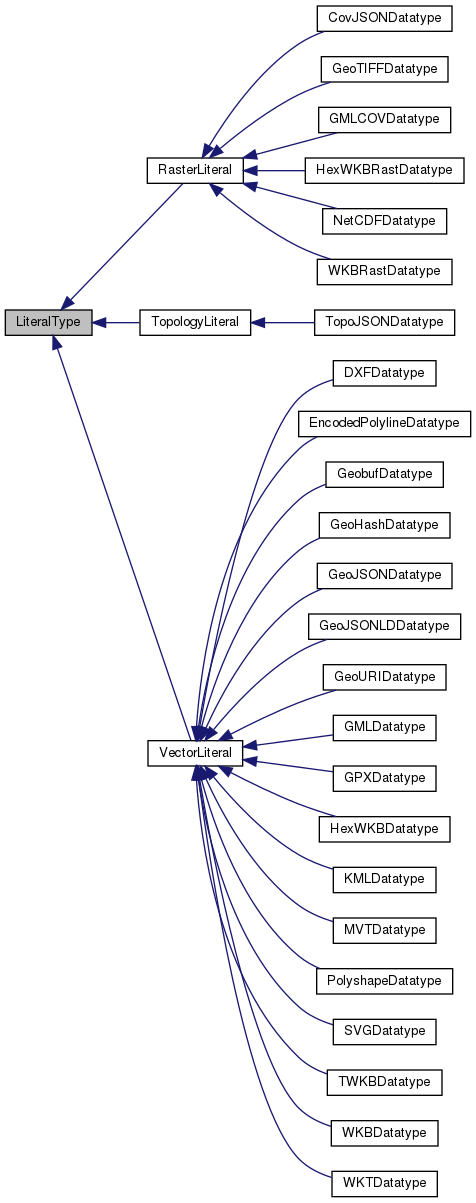 CovJSONDatatype
GeoTIFFDatatype
GMLCOVDatatype
RasterLiteral
HexWKBRastDatatype
NetCDFDatatype
WKBRastDatatype
LiteralType
TopologyLiteral
TopoJSONDatatype
DXFDatatype
EncodedPolylineDatatype
GeobufDatatype
GeoHashDatatype
GeoJSONDatatype
GeoJSONLDDatatype
GeoURIDatatype
GMLDatatype
VectorLiteral
GPXDatatype
HexWKBDatatype
KMLDatatype
MVTDatatype
PolyshapeDatatype
SVGDatatype
TWKBDatatype
WKBDatatype
WKTDatatype